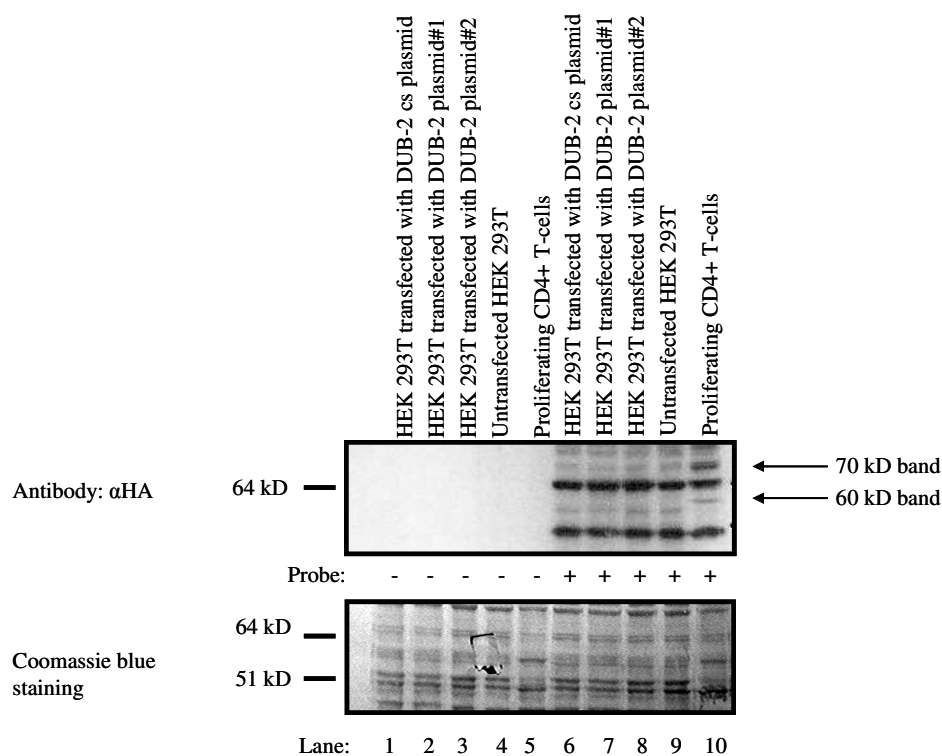 HEK 293T transfected with DUB-2 cs plasmid
HEK 293T transfected with DUB-2 plasmid#1
HEK 293T transfected with DUB-2 plasmid#2
Untransfected HEK 293T
Proliferating CD4+ T-cells
HEK 293T transfected with DUB-2 cs plasmid
HEK 293T transfected with DUB-2 plasmid#1
HEK 293T transfected with DUB-2 plasmid#2
Untransfected HEK 293T
Proliferating CD4+ T-cells
Antibody: αHA
64 kD
70 kD band
60 kD band
Probe: - - - - - + + + + +
Coomassie blue
staining
64 kD
51 kD
Lane: 1 2 3 4 5 6 7 8 9 10